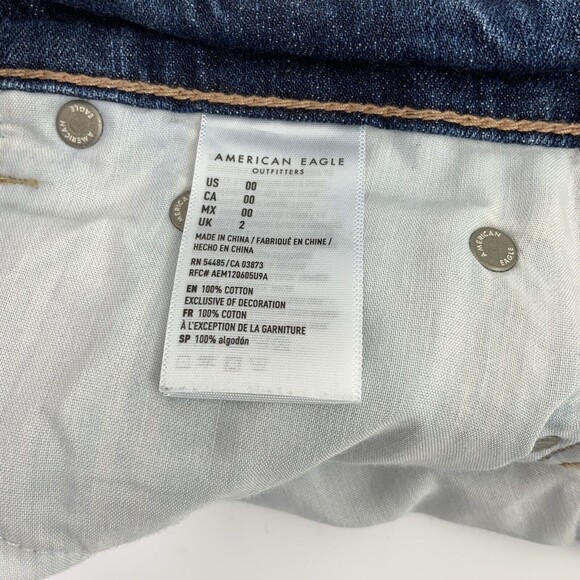 AMERICAN EAGLE
AMERICAN EAGLE
OUTFITTERS
US 00
CA 00
MX 00
UK 2
MADE IN CHINA / FABRIQUÉ EN CHINE /
HECHO EN CHINA
RN 54485/CA 03873
RFC# AEM120605U9A
EN 100% COTTON
EXCLUSIVE OF DECORATION
FR 100% COTON
À L'EXCEPTION DE LA GARNITURE
SP 100% algodón
AMERICAN
AMERICAN EAGLE